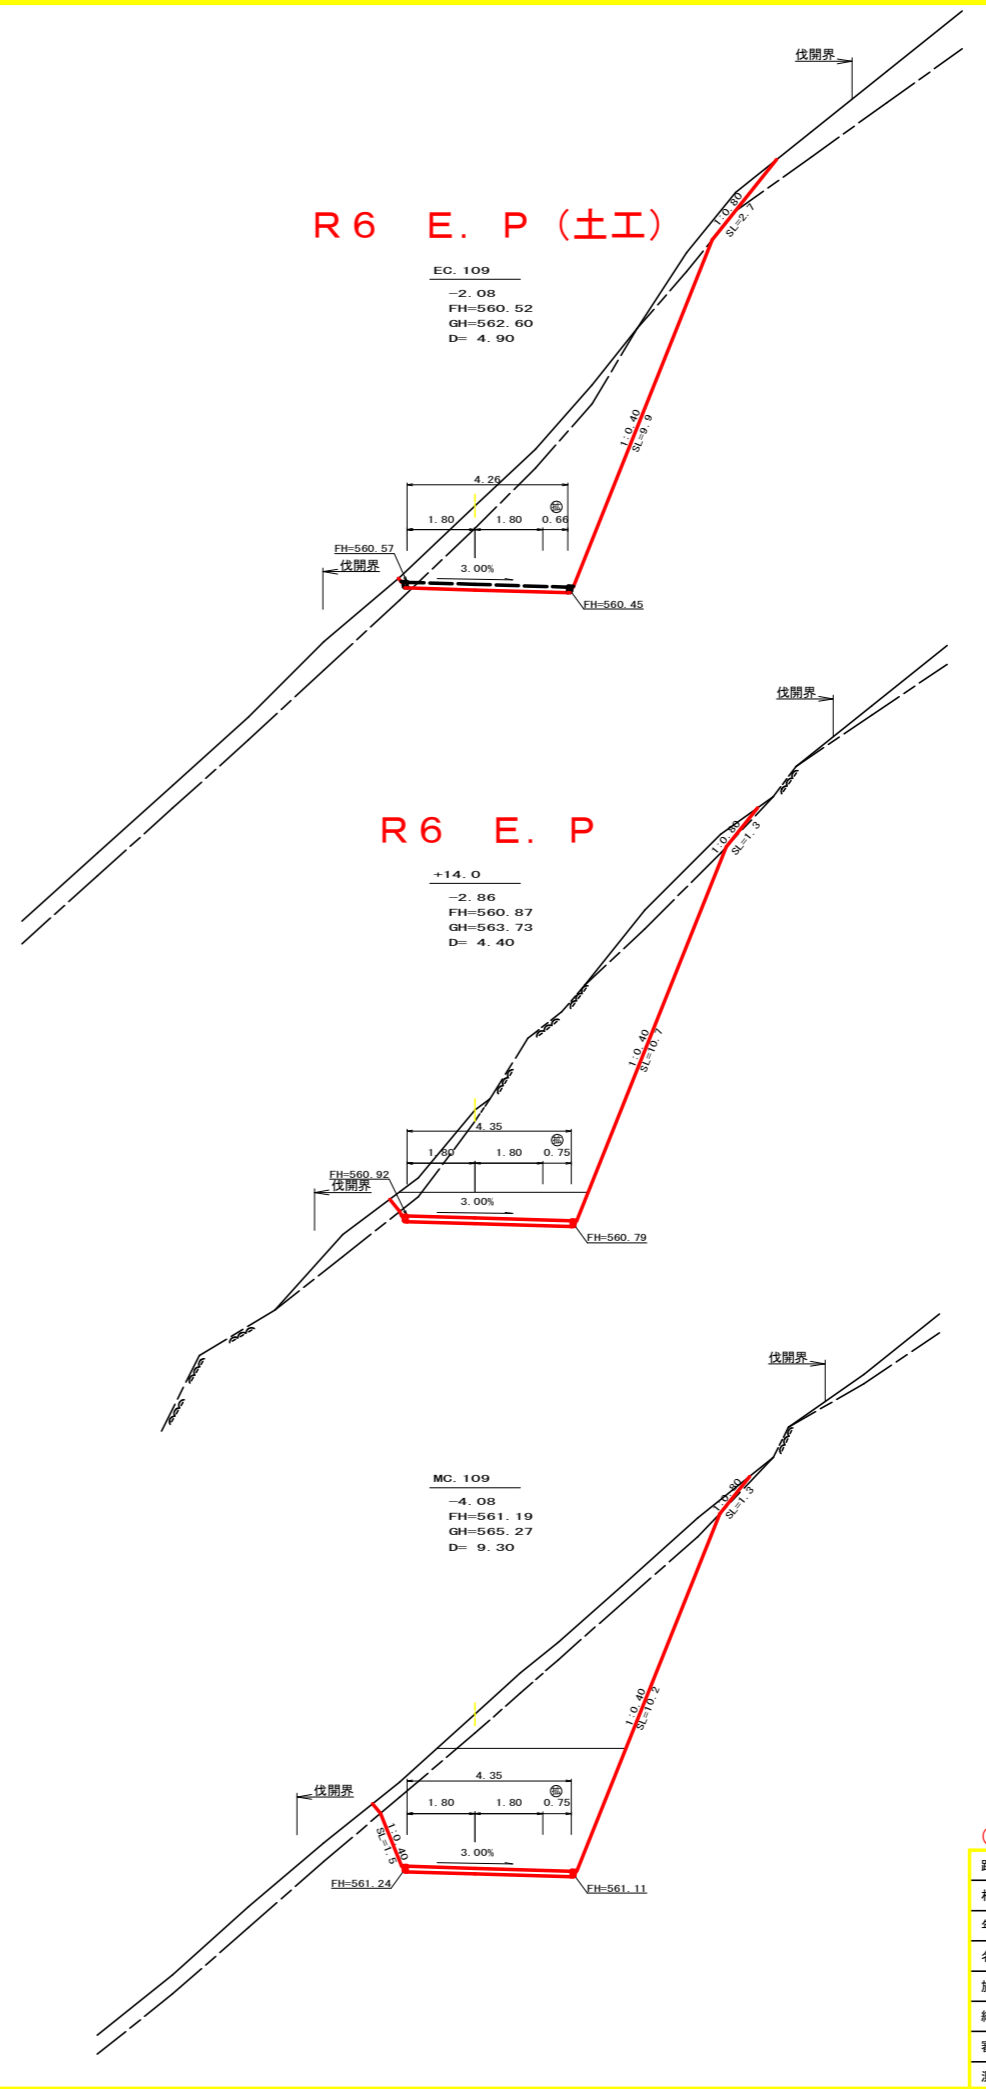 伐開界
R6 E.P(土工)
1:0.80
SL=2.7
EC.109
-2.08
FH=560.52
GH=562.60
D= 4.90
1:0.40
SL=9.9
4.26
拡
1.80 1.80 0.66
FH=560.57
伐開界
3.00%
FH=560.45
伐開界
R6 E.P
1:0.80
SL=1.3
+14.0
-2.86
FH=560.87
GH=563.73
D= 4.40
1:0.40
SL=10.7
4.35
拡
1.80 1.80 0.75
FH=560.92
伐開界
3.00%
FH=560.79
伐開界
MC.109
-4.08
FH=561.19
GH=565.27
D= 9.30
1:0.80
SL=1.3
1:0.40
SL=10.2
4.35
拡
伐開界
1.80 1.80 0.75
1:0.40
SL=1.5
3.00%
FH=561.24
FH=561.11